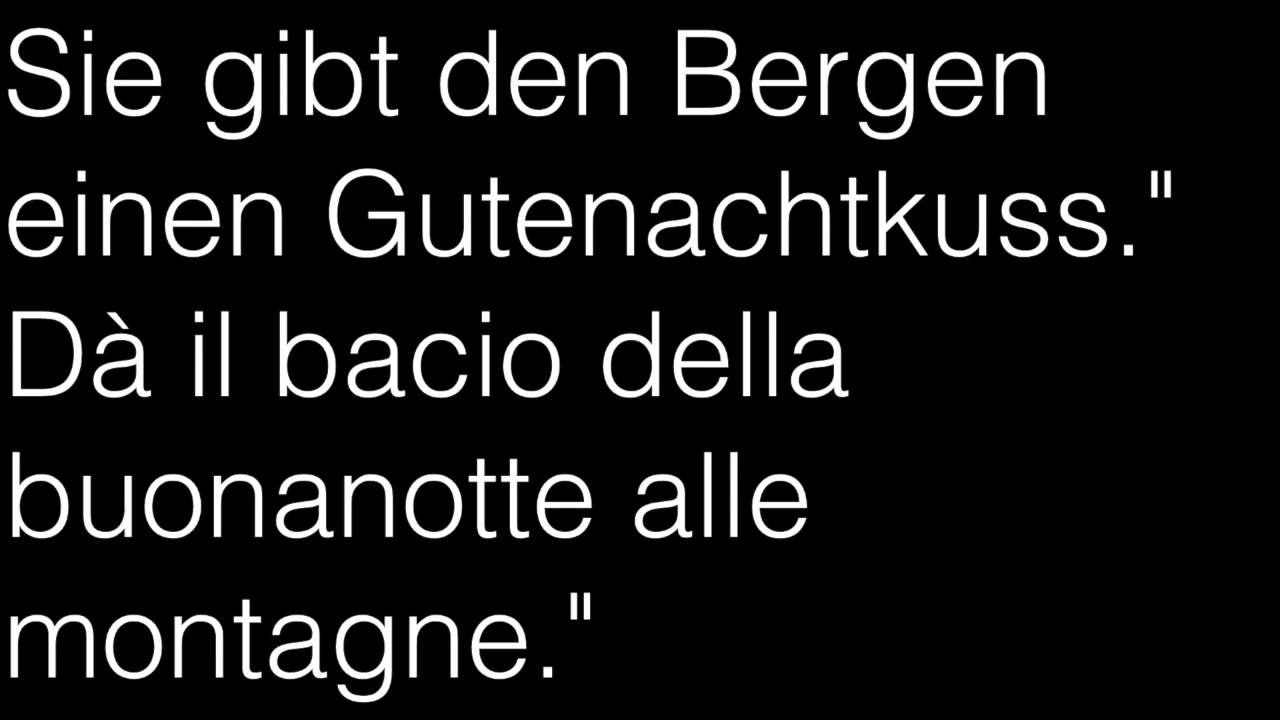 Sie gibt den Bergen
einen Gutenachtkuss."
Dà il bacio della
buonanotte alle
montagne."